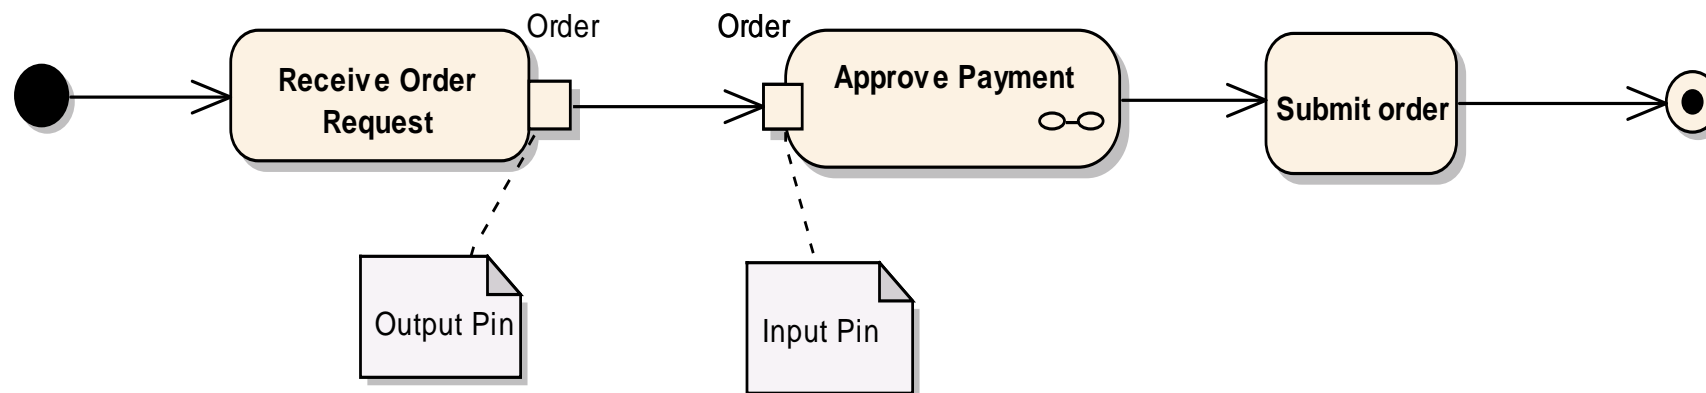 Order
Order
Receive Order
Request
Approve Payment
Submit order
Output Pin
Input Pin